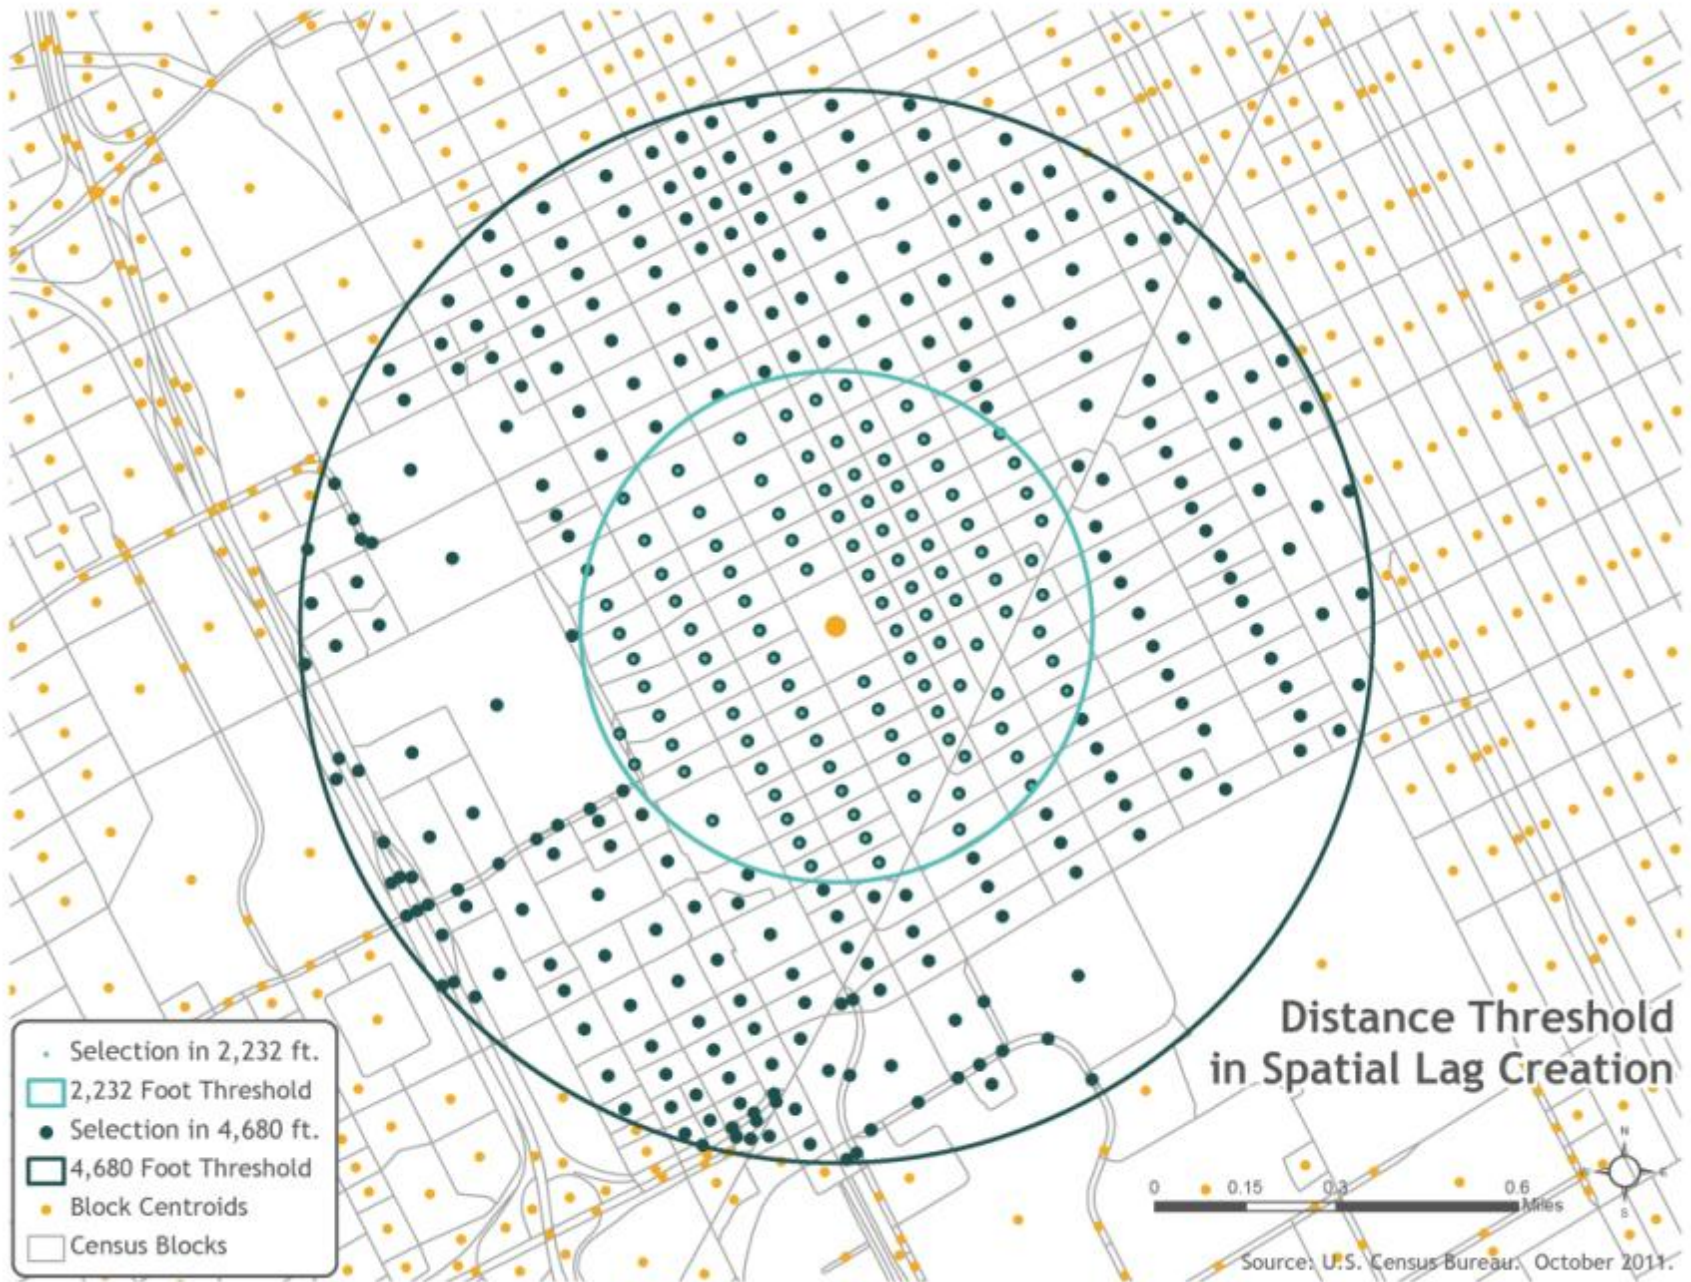 Distance Threshold
in Spatial Lag Creation
Selection in 2,232 ft.
2,232 Foot Threshold
Selection in 4,680 ft.
4,680 Foot Threshold
Block Centroids
Census Blocks
N
E
S
0 0.15 0.3 0.6
Miles
Source: U.S. Census Bureau. October 2011.